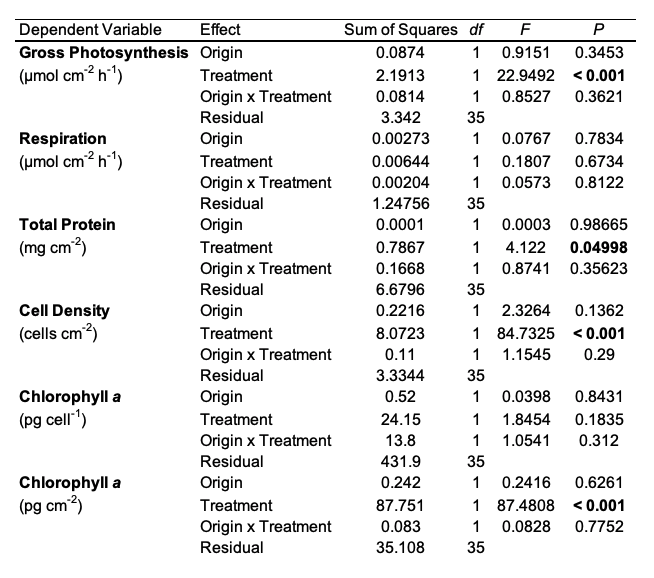 Dependent Variable Effect Sum of Squares df F P
Gross Photosynthesis Origin 0.0874 1 0.9151 0.3453
(µmol cm⁻² h⁻¹) Treatment 2.1913 1 22.9492 < 0.001
Origin x Treatment 0.0814 1 0.8527 0.3621
Residual 3.342 35
Respiration Origin 0.00273 1 0.0767 0.7834
(µmol cm⁻² h⁻¹) Treatment 0.00644 1 0.1807 0.6734
Origin x Treatment 0.00204 1 0.0573 0.8122
Residual 1.24756 35
Total Protein Origin 0.0001 1 0.0003 0.98665
(mg cm⁻²) Treatment 0.7867 1 4.122 0.04998
Origin x Treatment 0.1668 1 0.8741 0.35623
Residual 6.6796 35
Cell Density Origin 0.2216 1 2.3264 0.1362
(cells cm⁻²) Treatment 8.0723 1 84.7325 < 0.001
Origin x Treatment 0.11 1 1.1545 0.29
Residual 3.3344 35
Chlorophyll a Origin 0.52 1 0.0398 0.8431
(pg cell⁻¹) Treatment 24.15 1 1.8454 0.1835
Origin x Treatment 13.8 1 1.0541 0.312
Residual 431.9 35
Chlorophyll a Origin 0.242 1 0.2416 0.6261
(pg cm⁻²) Treatment 87.751 1 87.4808 < 0.001
Origin x Treatment 0.083 1 0.0828 0.7752
Residual 35.108 35